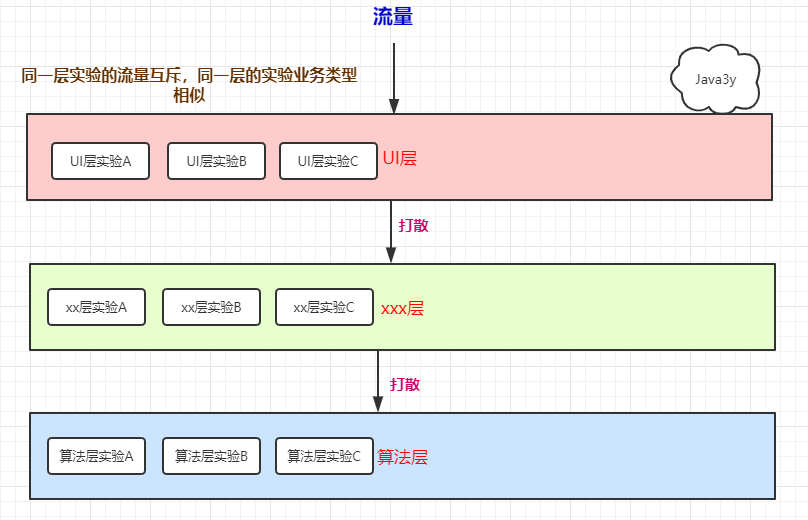 流量
同一层实验的流量互斥，同一层的实验业务类型
相似
Java3y
UI层实验A
UI层实验B
UI层实验C
UI层
打散
xx层实验A
xx层实验B
xx层实验C
xxx层
打散
算法层实验A
算法层实验B
算法层实验C
算法层